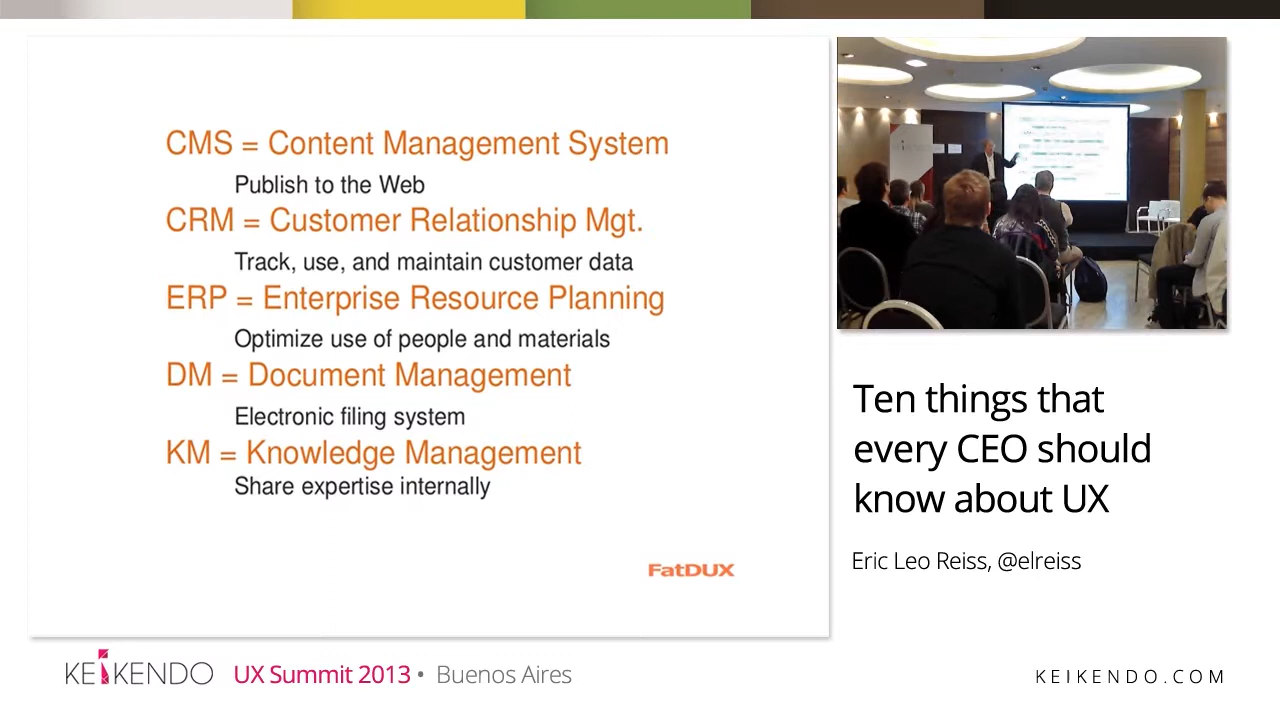 CMS = Content Management System
Publish to the Web
CRM = Customer Relationship Mgt.
Track, use, and maintain customer data
ERP = Enterprise Resource Planning
Optimize use of people and materials
DM = Document Management
Electronic filing system
KM = Knowledge Management
Share expertise internally
FatDUX
Ten things that
every CEO should
know about UX
Eric Leo Reiss, @elreiss
KEIKENDO UX Summit 2013 • Buenos Aires
KEIKENDO.COM